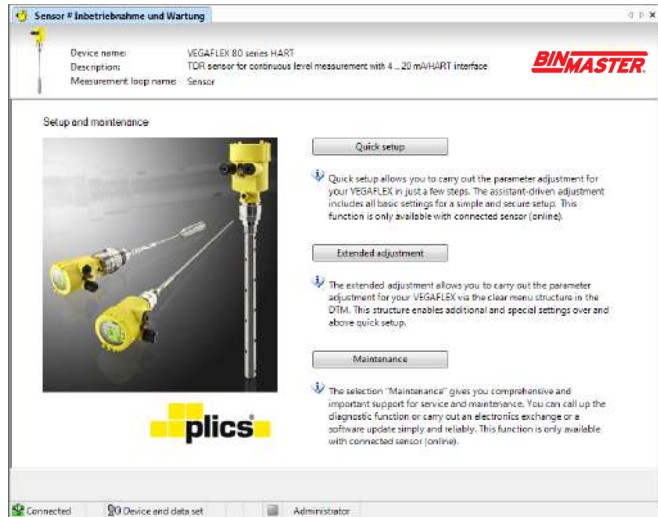 Sensor # Inbetriebnahme und Wartung
Device name: VEGAFLEX 80 series HART
Description: TDR sensor for continuous level measurement with 4 ... 20 mA/HART interface
Measurement loop name: Sensor
BINMASTER
Setup and maintenance
Quick setup
Quick setup allows you to carry out the parameter adjustment for
your VEGAFLEX in just a few steps. The assistant-driven adjustment
includes all basic settings for a simple and secure setup. This
function is only available with connected sensor (online).
Extended adjustment
The extended adjustment allows you to carry out the parameter
adjustment for your VEGAFLEX via the clear menu structure in the
DTM. This structure enables additional and special settings over and
above quick setup.
Maintenance
The selection "Maintenance" gives you comprehensive and
important support for service and maintenance. You can call up the
diagnostic function or carry out an electronics exchange or a
software update simply and reliably. This function is only available
with connected sensor (online).
plics®
Connected Device and data set Administrator